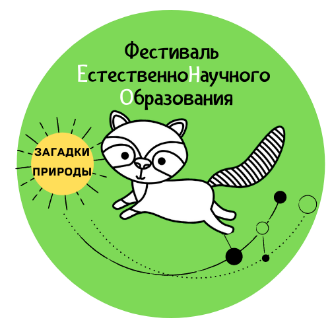 Фестиваль
ЕстественноНаучного
Образования
ЗАГАДКИ
ПРИРОДЫ